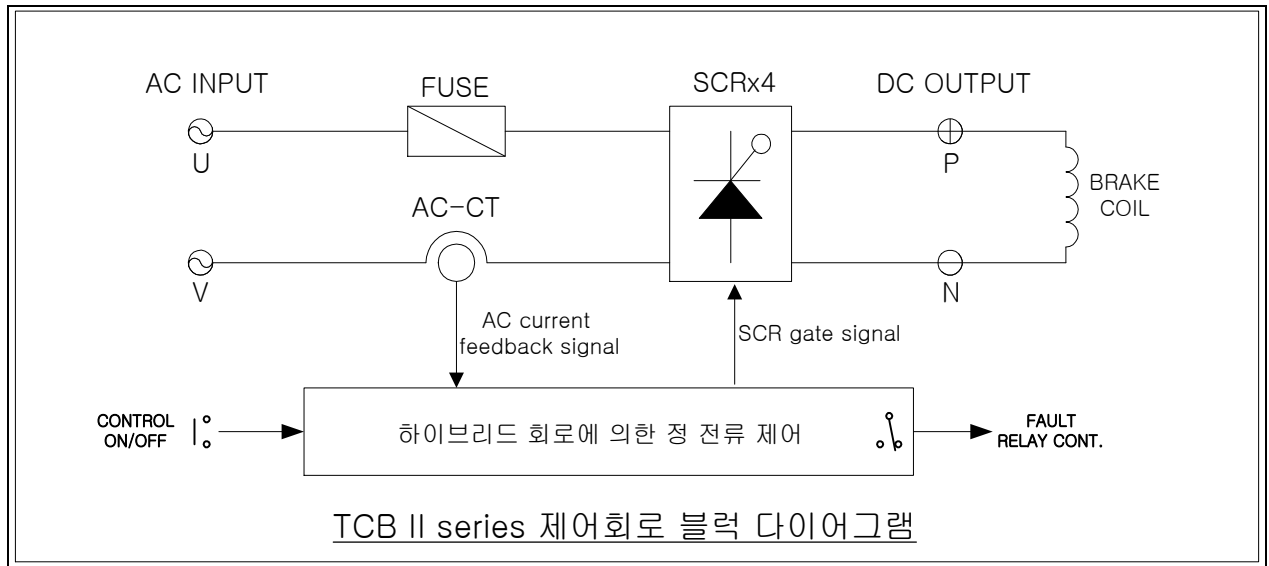 AC INPUT
FUSE
SCRx4
DC OUTPUT
U
P
BRAKE
COIL
AC-CT
V
N
AC current
feedback signal
SCR gate signal
CONTROL
ON/OFF
하이브리드 회로에 의한 정 전류 제어
FAULT
RELAY CONT.
TCB II series 제어회로 블럭 다이어그램